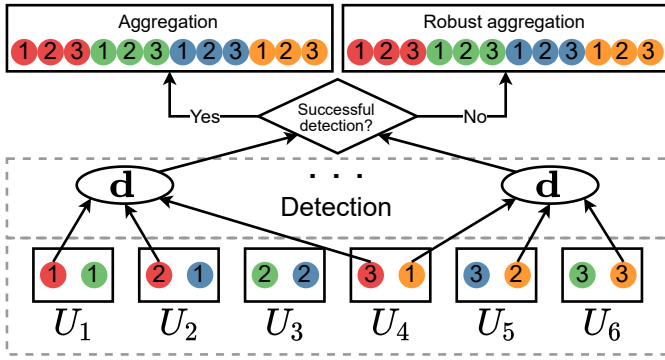 Aggregation
1 2 3 1 2 3 1 2 3 1 2 3
Robust aggregation
1 2 3 1 2 3 1 2 3 1 2 3
Yes
Successful
detection?
No
d
. . .
d
Detection
1 1
2 1
2 2
3 1
3 2
3 3
U1
U2
U3
U4
U5
U6